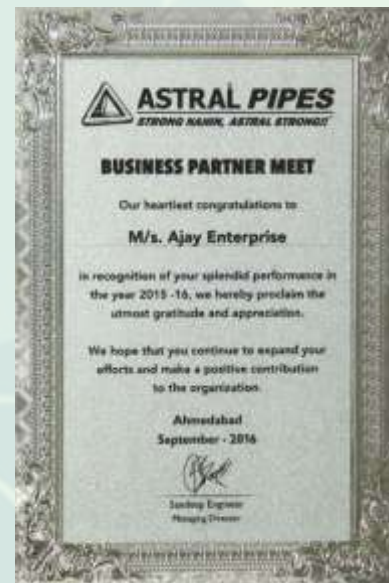 ASTRAL PIPES
STRONG NAHIN, ASTRAL STRONG!!
BUSINESS PARTNER MEET
Our heartiest congratulations to
M/s. Ajay Enterprise
in recognition of your splendid performance in
the year 2015 -16, we hereby proclaim the
utmost gratitude and appreciation.
We hope that you continue to expand your
efforts and make a positive contribution
to the organization.
Ahmedabad
September - 2016
Sandeep Engineer
Managing Director